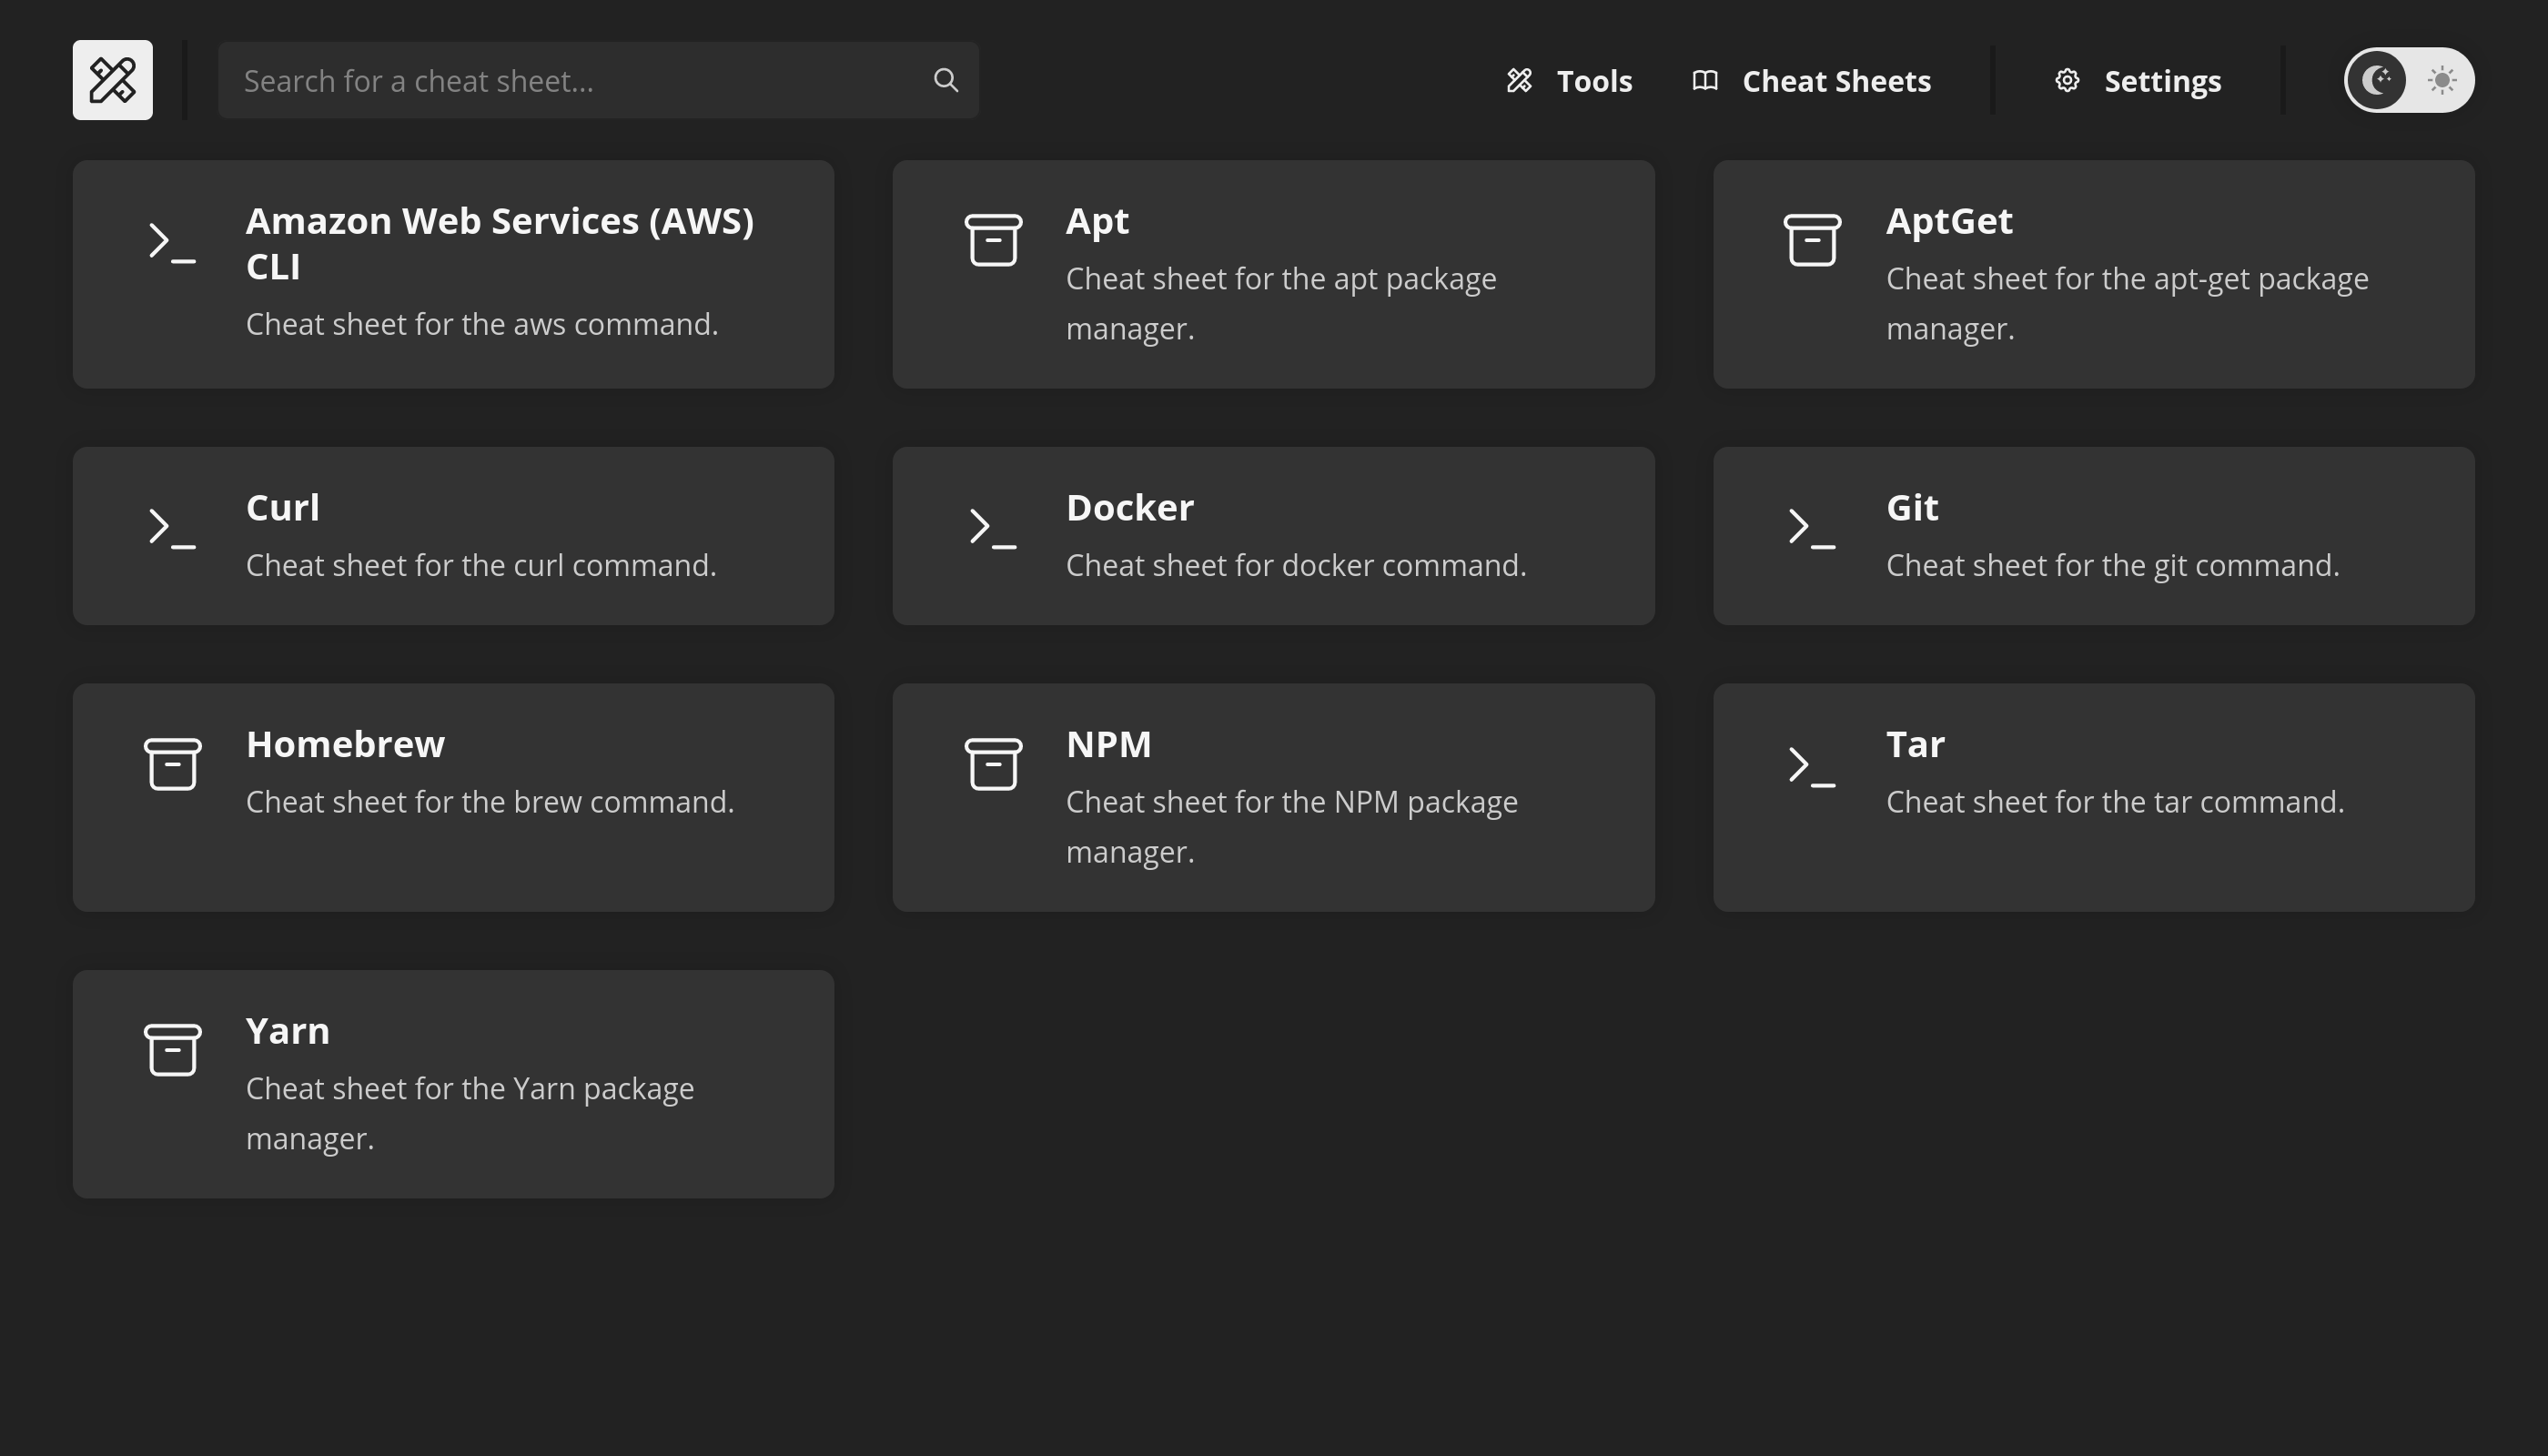 Search for a cheat sheet...
Tools
Cheat Sheets
Settings
Amazon Web Services (AWS)
CLI
Cheat sheet for the aws command.
Apt
Cheat sheet for the apt package
manager.
AptGet
Cheat sheet for the apt-get package
manager.
Curl
Cheat sheet for the curl command.
Docker
Cheat sheet for docker command.
Git
Cheat sheet for the git command.
Homebrew
Cheat sheet for the brew command.
NPM
Cheat sheet for the NPM package
manager.
Tar
Cheat sheet for the tar command.
Yarn
Cheat sheet for the Yarn package
manager.